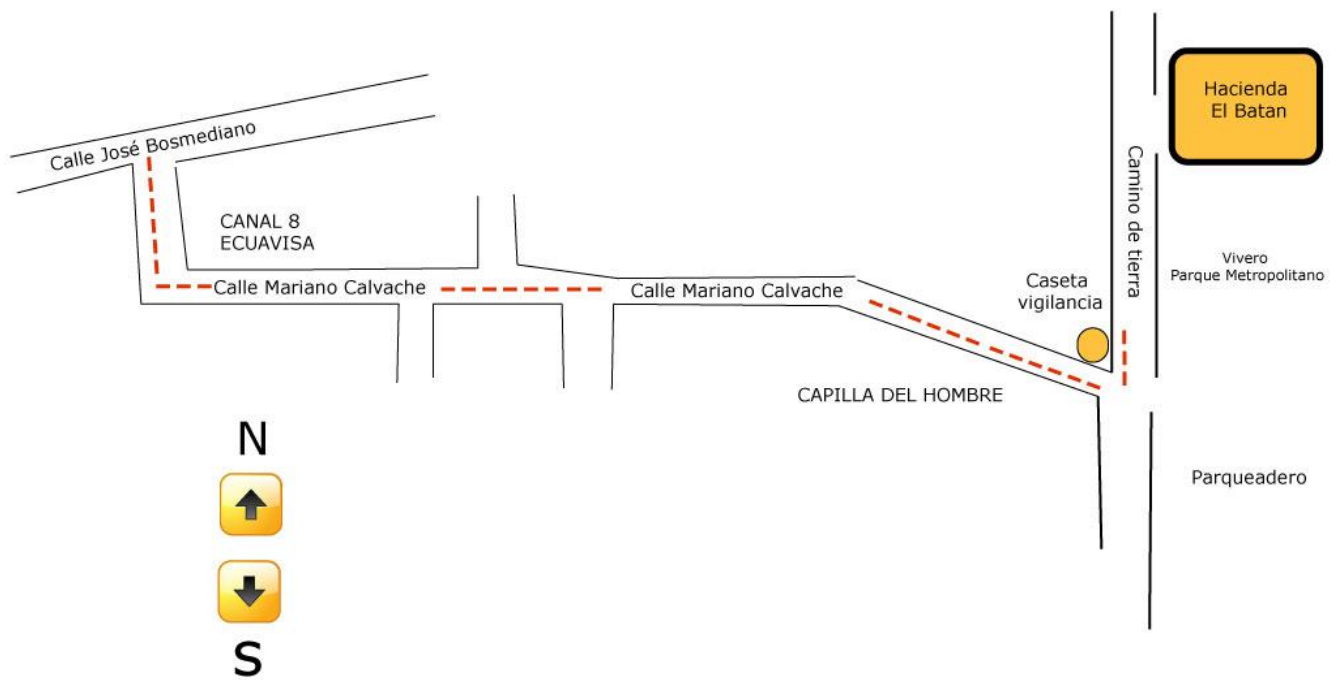 Hacienda
El Batan
Calle José Bosmediano
Camino de tierra
CANAL 8
ECUAVISA
Vivero
Parque Metropolitano
Caseta
vigilancia
Calle Mariano Calvache
Calle Mariano Calvache
CAPILLA DEL HOMBRE
N
Parqueadero
S